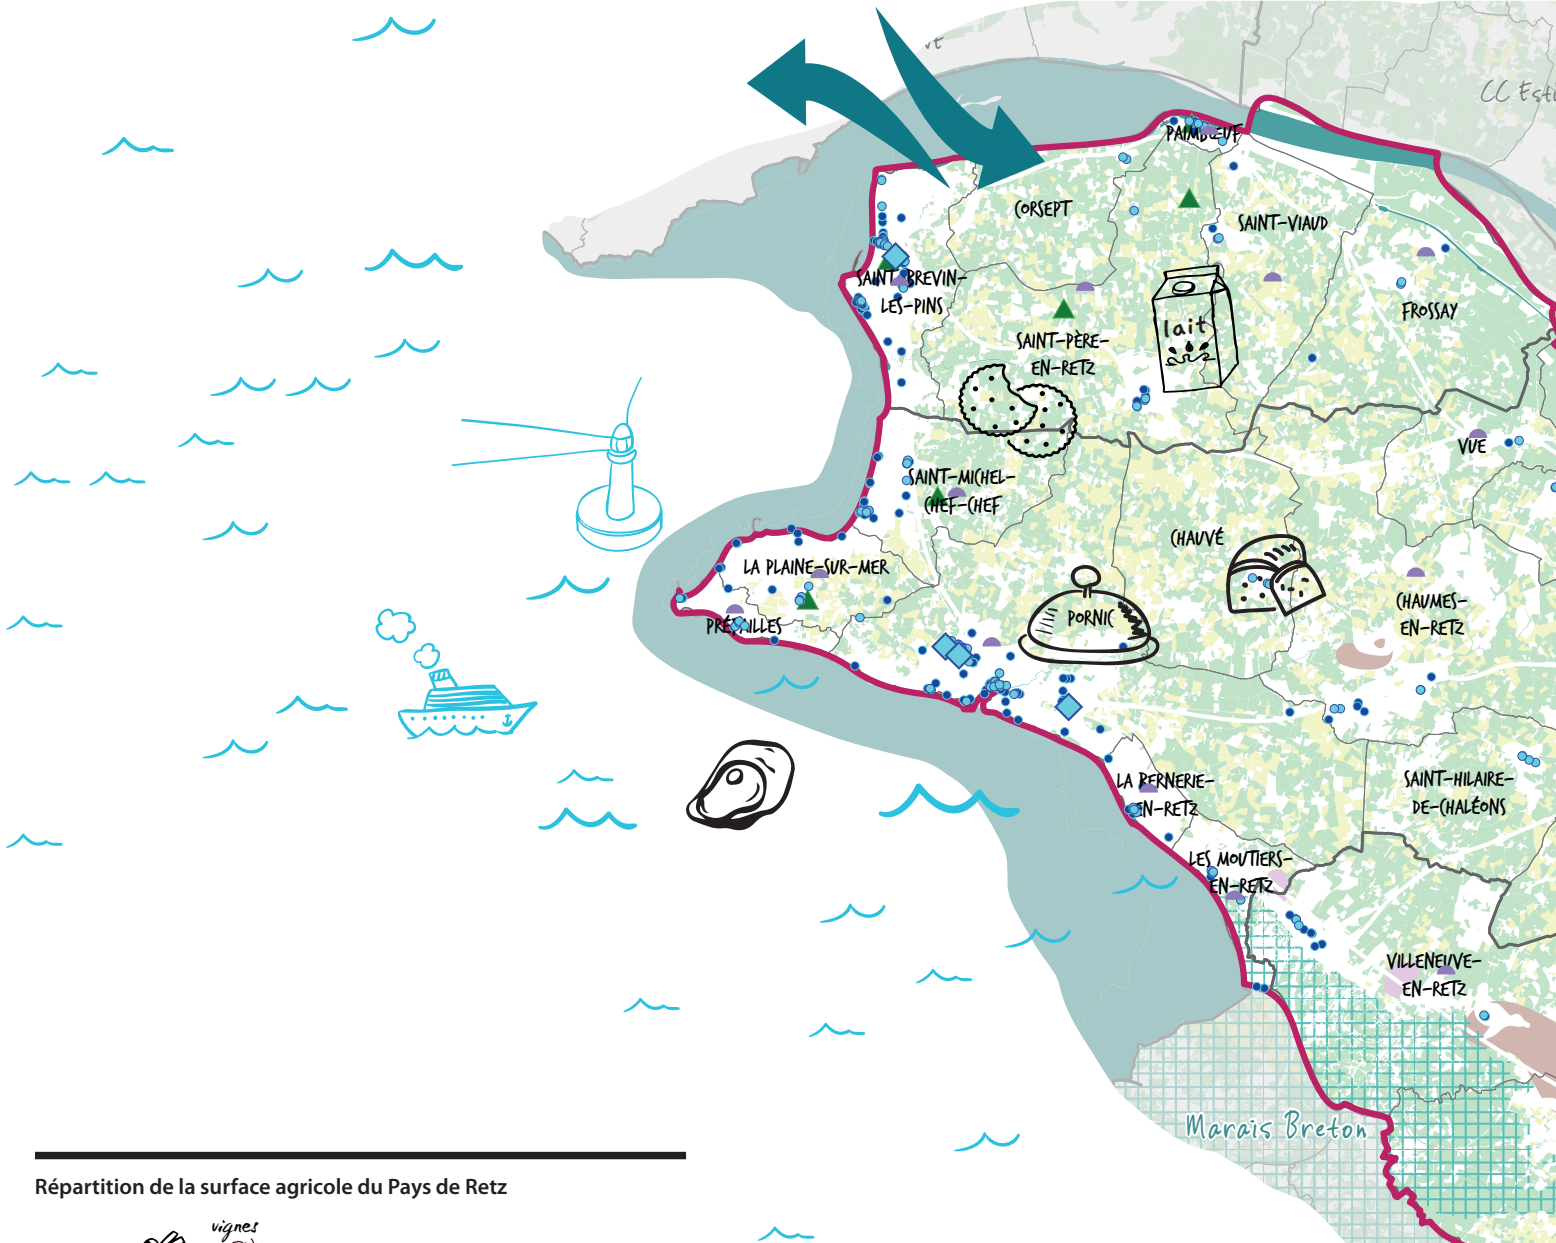 CC Est
PAIMBŒUF
CORSEPT
SAINT-VIAUD
SAINT-BREVIN-
LES-PINS
FROSSAY
lait
SAINT-PÈRE-
EN-RETZ
VUE
SAINT-MICHEL-
CHEF-CHEF
CHAUVÉ
LA PLAINE-SUR-MER
CHAUMES-
EN-RETZ
PORNIC
PRÉFAILLES
LA BERNERIE-
EN-RETZ
SAINT-HILAIRE-
DE-CHALÉONS
LES MOUTIERS-
EN-RETZ
VILLENEUVE-
EN-RETZ
Marais Breton
Répartition de la surface agricole du Pays de Retz
vignes